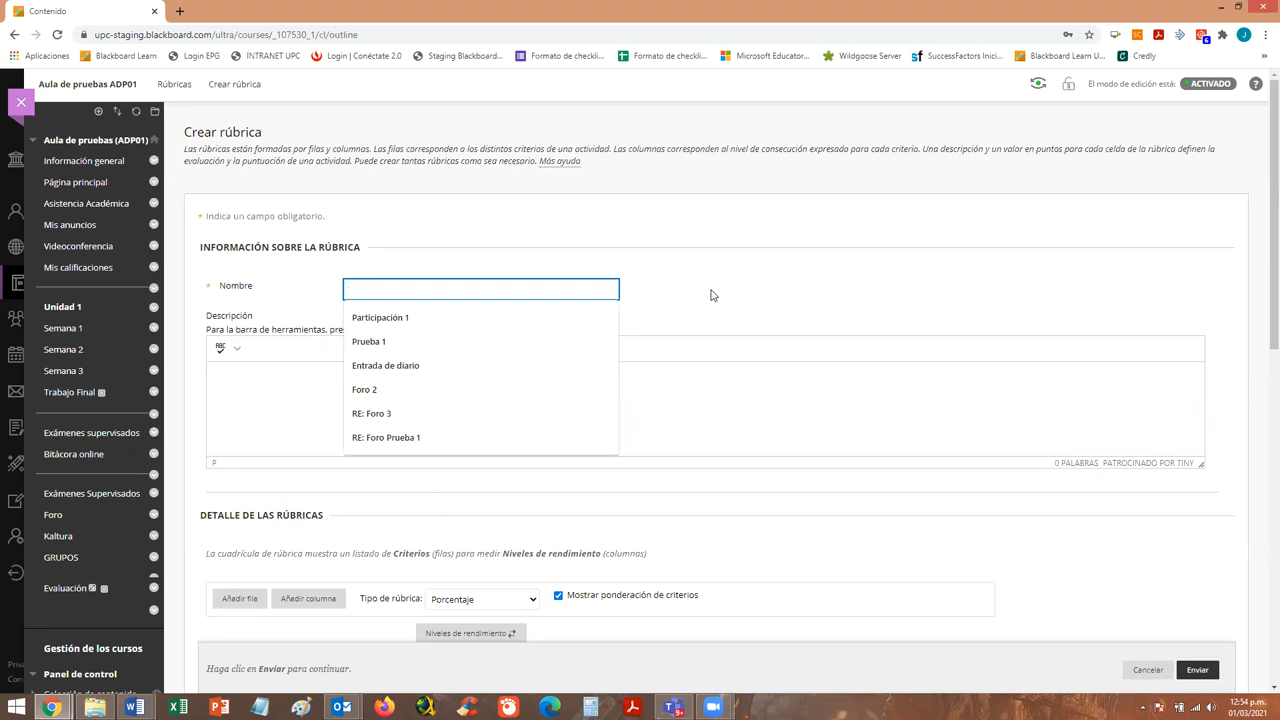 Contenido
upc-staging.blackboard.com/ultra/courses/_107530_1/cl/outline
Aplicaciones
Blackboard Learn
Login EPG
INTRANET UPC
Login | Conéctate 2.0
Staging Blackboard...
Formato de checkli...
Formato de checkli...
Microsoft Educator...
Wildgoose Server
SuccessFactors Inici...
Blackboard Learn U...
Credly
Aula de pruebas ADP01
Rúbricas
Crear rúbrica
El modo de edición está:
ACTIVADO
Aula de pruebas (ADP01)
Información general
Página principal
Asistencia Académica
Mis anuncios
Videoconferencia
Mis calificaciones
Unidad 1
Semana 1
Semana 2
Semana 3
Trabajo Final
Exámenes supervisados
Bitácora online
Exámenes Supervisados
Foro
Kaltura
GRUPOS
Evaluación
Gestión de los cursos
Panel de control
Crear rúbrica
Las rúbricas están formadas por filas y columnas. Las filas corresponden a los distintos criterios de una actividad. Las columnas corresponden al nivel de consecución expresado para cada criterio. Una descripción y un valor en puntos para cada celda de la rúbrica definen la
evaluación y la puntuación de una actividad. Puede crear tantas rúbricas como sea necesario. Más ayuda
* Indica un campo obligatorio.
INFORMACIÓN SOBRE LA RÚBRICA
* Nombre
Descripción
Para la barra de herramientas, pre
Participación 1
Prueba 1
Entrada de diario
Foro 2
RE: Foro 3
RE: Foro Prueba 1
P
0 PALABRAS PATROCINADO POR TINY
DETALLE DE LAS RÚBRICAS
La cuadrícula de rúbrica muestra un listado de Criterios (filas) para medir Niveles de rendimiento (columnas)
Añadir fila
Añadir columna
Tipo de rúbrica:
Porcentaje
Mostrar ponderación de criterios
Niveles de rendimiento
Haga clic en Enviar para continuar.
Cancelar
Enviar
12:54 p.m.
01/03/2021